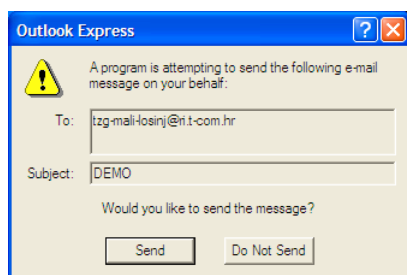 Outlook Express
A program is attempting to send the following e-mail
message on your behalf:
To: tzg-mali-losinj@ri.t-com.hr
Subject: DEMO
Would you like to send the message?
Send Do Not Send